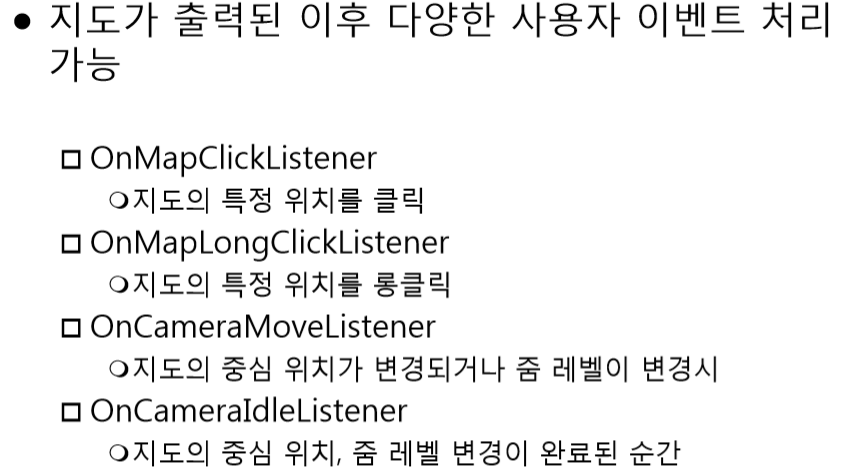 ● 지도가 출력된 이후 다양한 사용자 이벤트 처리
가능
□ OnMapClickListener
○지도의 특정 위치를 클릭
□ OnMapLongClickListener
○지도의 특정 위치를 롱클릭
□ OnCameraMoveListener
○지도의 중심 위치가 변경되거나 줌 레벨이 변경시
□ OnCameraIdleListener
○지도의 중심 위치, 줌 레벨 변경이 완료된 순간